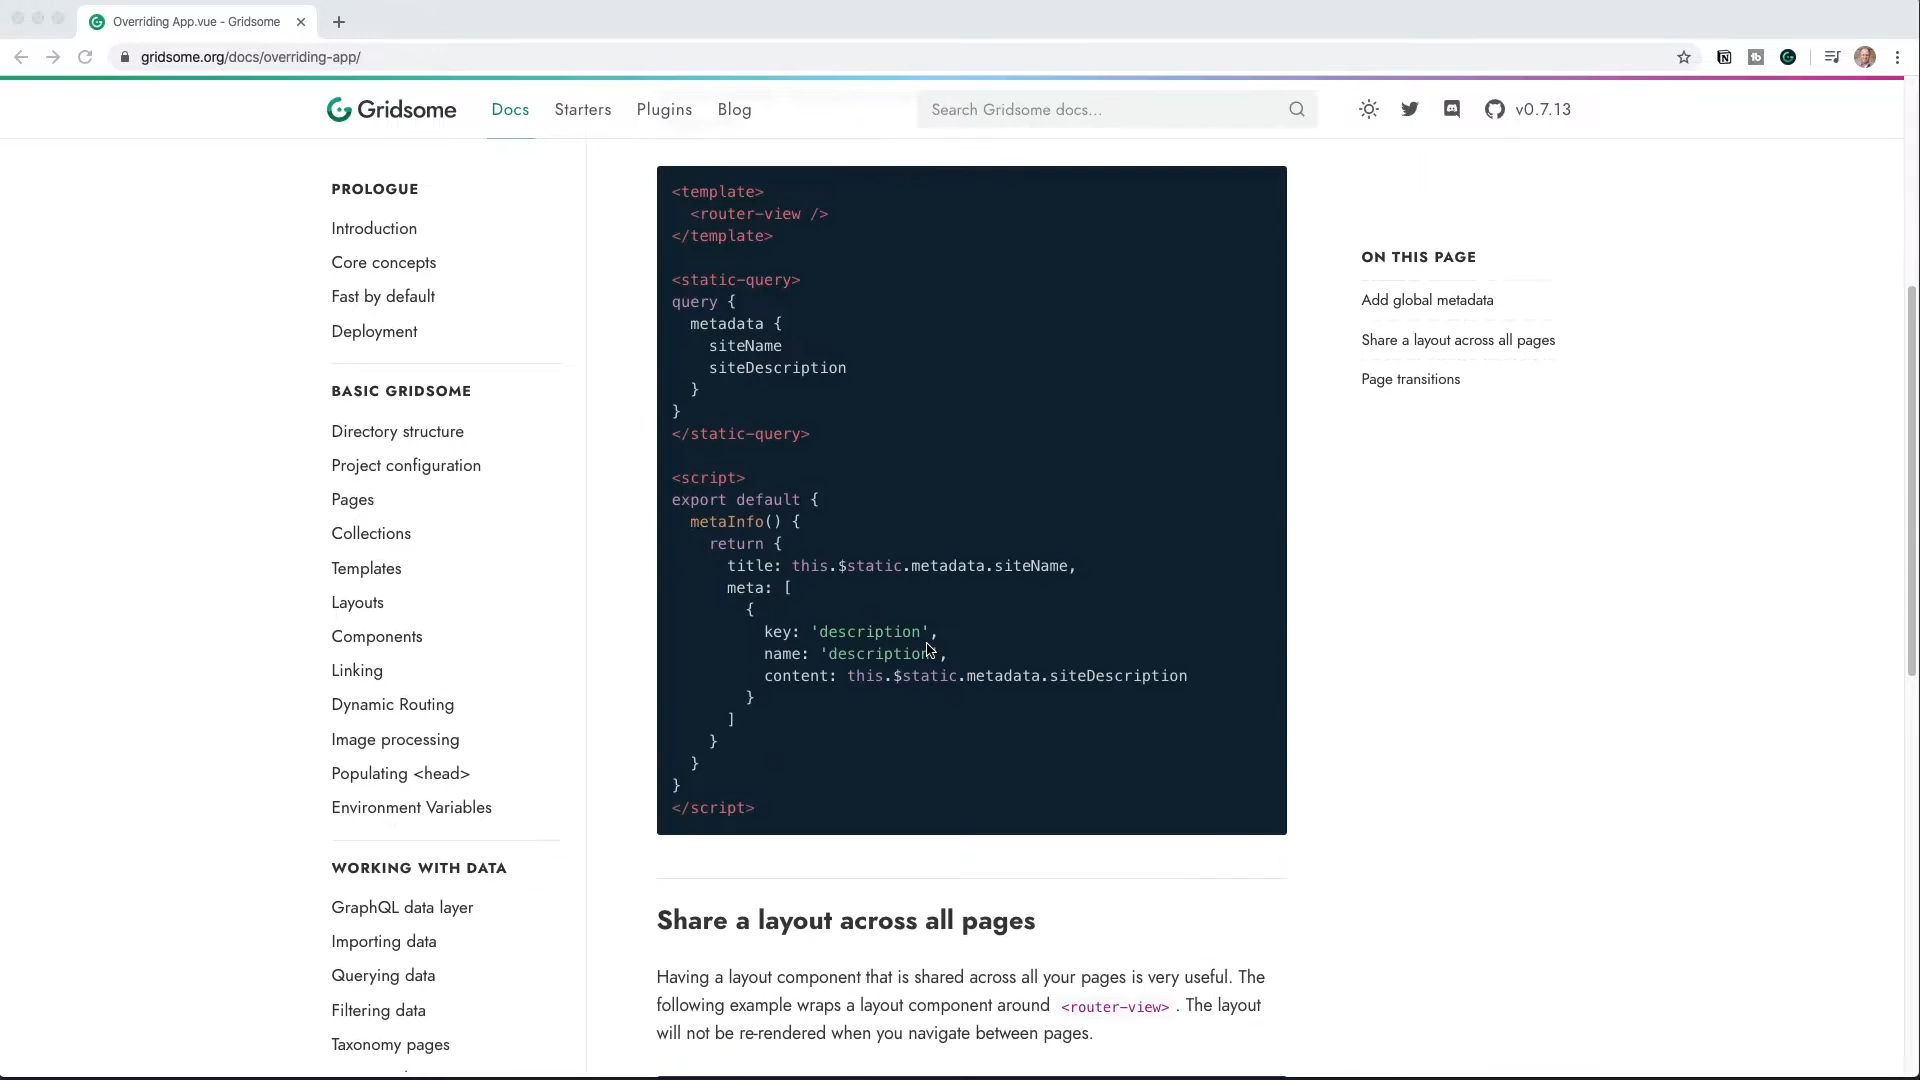 Overriding App.vue - Gridsome
gridsome.org/docs/overriding-app/
Gridsome
Docs
Starters
Plugins
Blog
Search Gridsome docs...
v0.7.13
PROLOGUE
Introduction
Core concepts
Fast by default
Deployment
BASIC GRIDSOME
Directory structure
Project configuration
Pages
Collections
Templates
Layouts
Components
Linking
Dynamic Routing
Image processing
Populating <head>
Environment Variables
WORKING WITH DATA
GraphQL data layer
Importing data
Querying data
Filtering data
Taxonomy pages
<template>
  <router-view />
</template>
<static-query>
query {
  metadata {
    siteName
    siteDescription
  }
}
</static-query>
<script>
export default {
  metaInfo() {
    return {
      title: this.$static.metadata.siteName,
      meta: [
        {
          key: 'description',
          name: 'description',
          content: this.$static.metadata.siteDescription
        }
      ]
    }
  }
}
</script>
Share a layout across all pages
Having a layout component that is shared across all your pages is very useful. The
following example wraps a layout component around <router-view> . The layout
will not be re-rendered when you navigate between pages.
ON THIS PAGE
Add global metadata
Share a layout across all pages
Page transitions